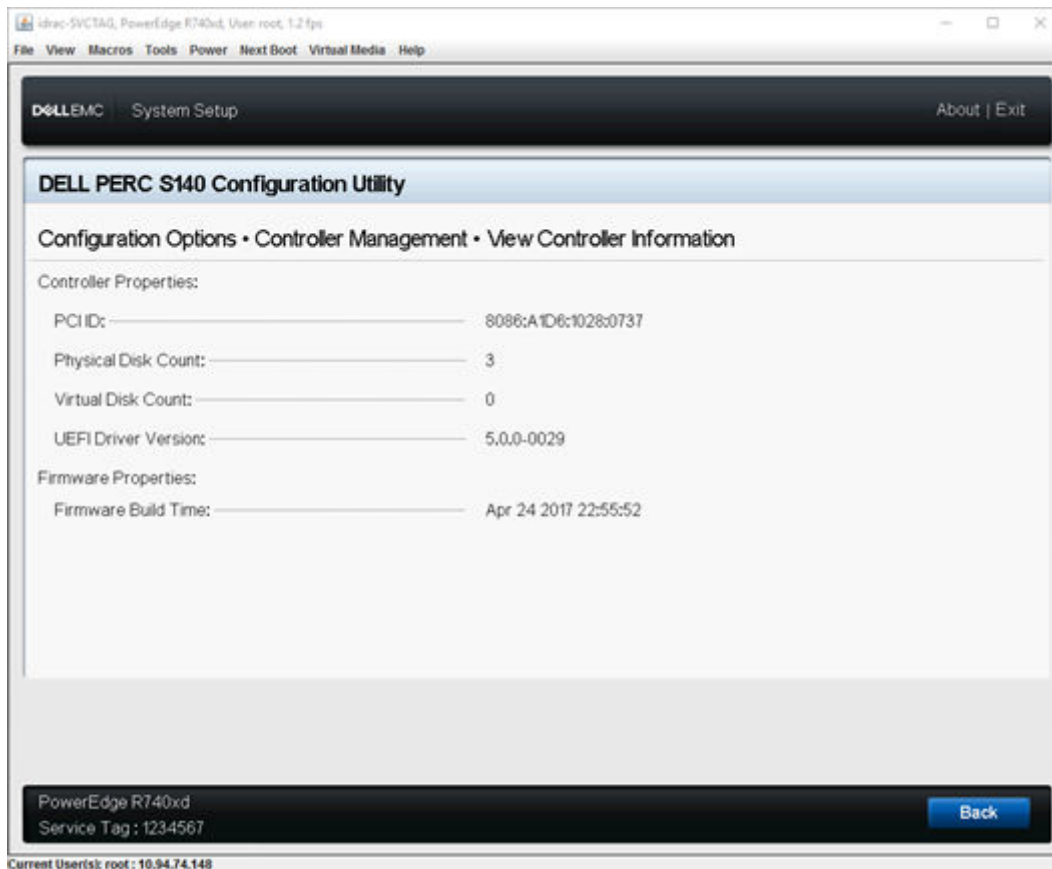 idrac-SVCTAG, PowerEdge R740xd, User: root, 1.2 fps
File View Macros Tools Power Next Boot Virtual Media Help
DELLEMC System Setup About | Exit
DELL PERC S140 Configuration Utility
Configuration Options • Controller Management • View Controller Information
Controller Properties:
PCI ID: 8086:A1D6:1028:0737
Physical Disk Count: 3
Virtual Disk Count: 0
UEFI Driver Version: 5.0.0-0029
Firmware Properties:
Firmware Build Time: Apr 24 2017 22:55:52
PowerEdge R740xd
Service Tag : 1234567
Back
Current User(s): root : 10.94.74.148